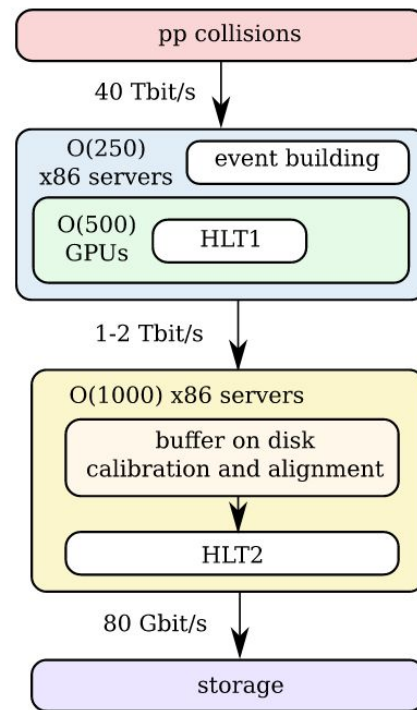 pp collisions
40 Tbit/s
O(250)
x86 servers
event building
O(500)
GPUs
HLT1
1-2 Tbit/s
O(1000) x86 servers
buffer on disk
calibration and alignment
HLT2
80 Gbit/s
storage